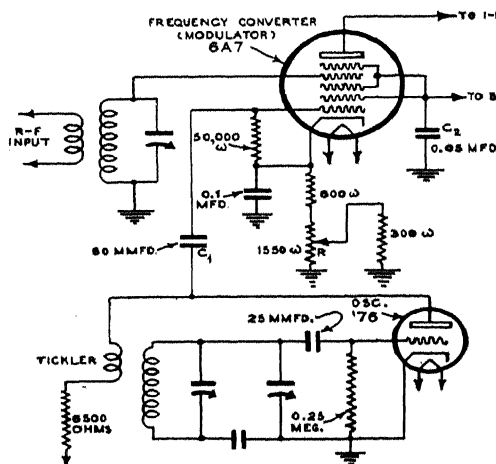 FREQUENCY CONVERTER
(MODULATOR)
6A7
TO I-F
TO B
R-F
INPUT
50,000
ω
C2
0.05 MFD.
0.1
MFD.
600 ω
1550 ω
R
300 ω
60 MMFD.
C1
OSC.
'76
25 MMFD.
TICKLER
6500
OHMS
0.25
MEG.